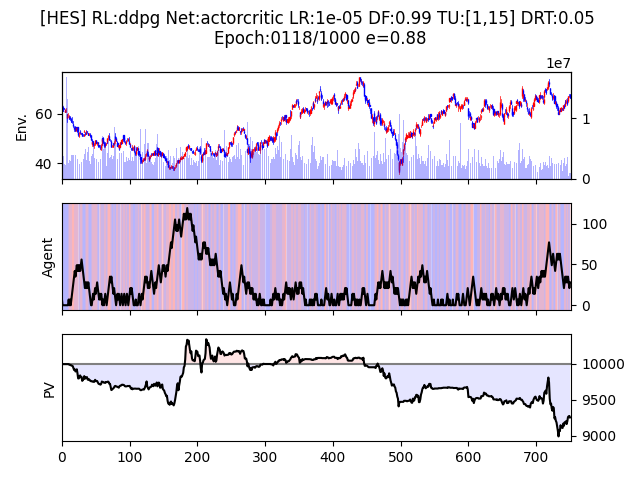 [HES] RL:ddpg Net:actorcritic LR:1e-05 DF:0.99 TU:[1,15] DRT:0.05
Epoch:0118/1000 e=0.88
1e7
Env.
60
40
1
0
Agent
100
50
0
PV
10000
9500
9000
0 100 200 300 400 500 600 700